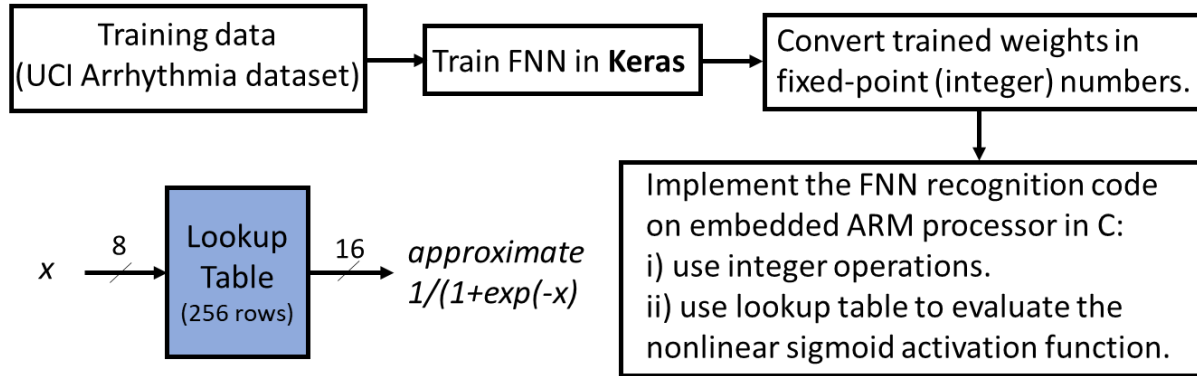 Training data
(UCI Arrhythmia dataset)
Train FNN in Keras
Convert trained weights in
fixed-point (integer) numbers.
Implement the FNN recognition code
on embedded ARM processor in C:
i) use integer operations.
ii) use lookup table to evaluate the
nonlinear sigmoid activation function.
x
8
Lookup
Table
(256 rows)
16
approximate
1/(1+exp(-x)